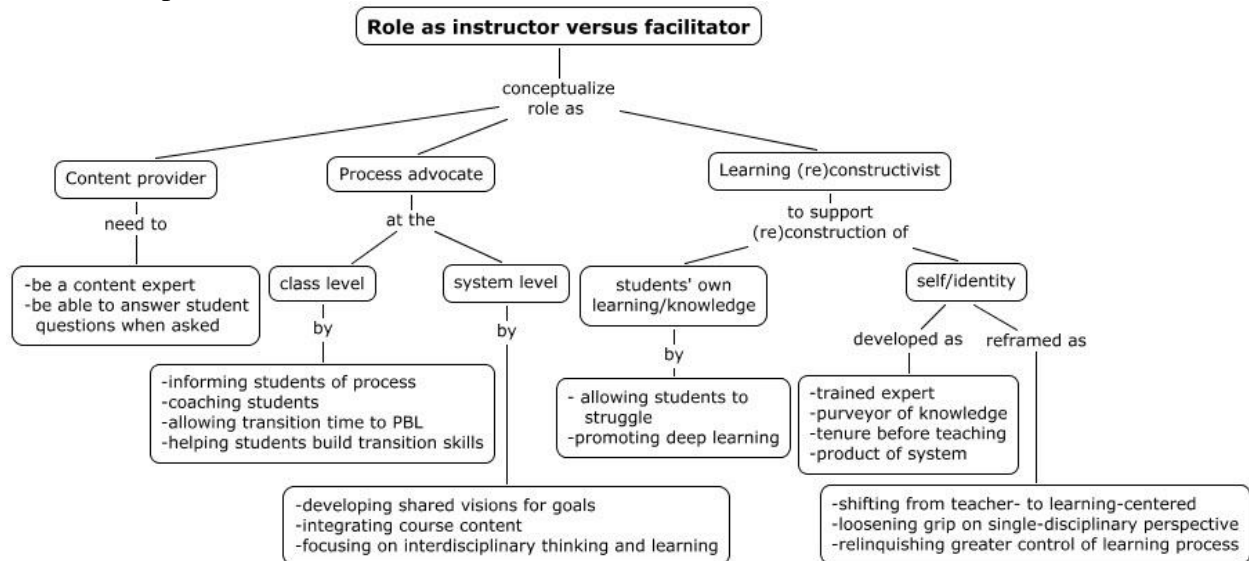 Role as instructor versus facilitator
conceptualize
role as
Content provider
Process advocate
Learning (re)constructivist
need to
at the
to support
(re)construction of
-be a content expert
-be able to answer student
questions when asked
class level
system level
students' own
learning/knowledge
self/identity
by
by
by
developed as
reframed as
-informing students of process
-coaching students
-allowing transition time to PBL
-helping students build transition skills
- allowing students to
struggle
-promoting deep learning
-trained expert
-purveyor of knowledge
-tenure before teaching
-product of system
-developing shared visions for goals
-integrating course content
-focusing on interdisciplinary thinking and learning
-shifting from teacher- to learning-centered
-loosening grip on single-disciplinary perspective
-relinquishing greater control of learning process